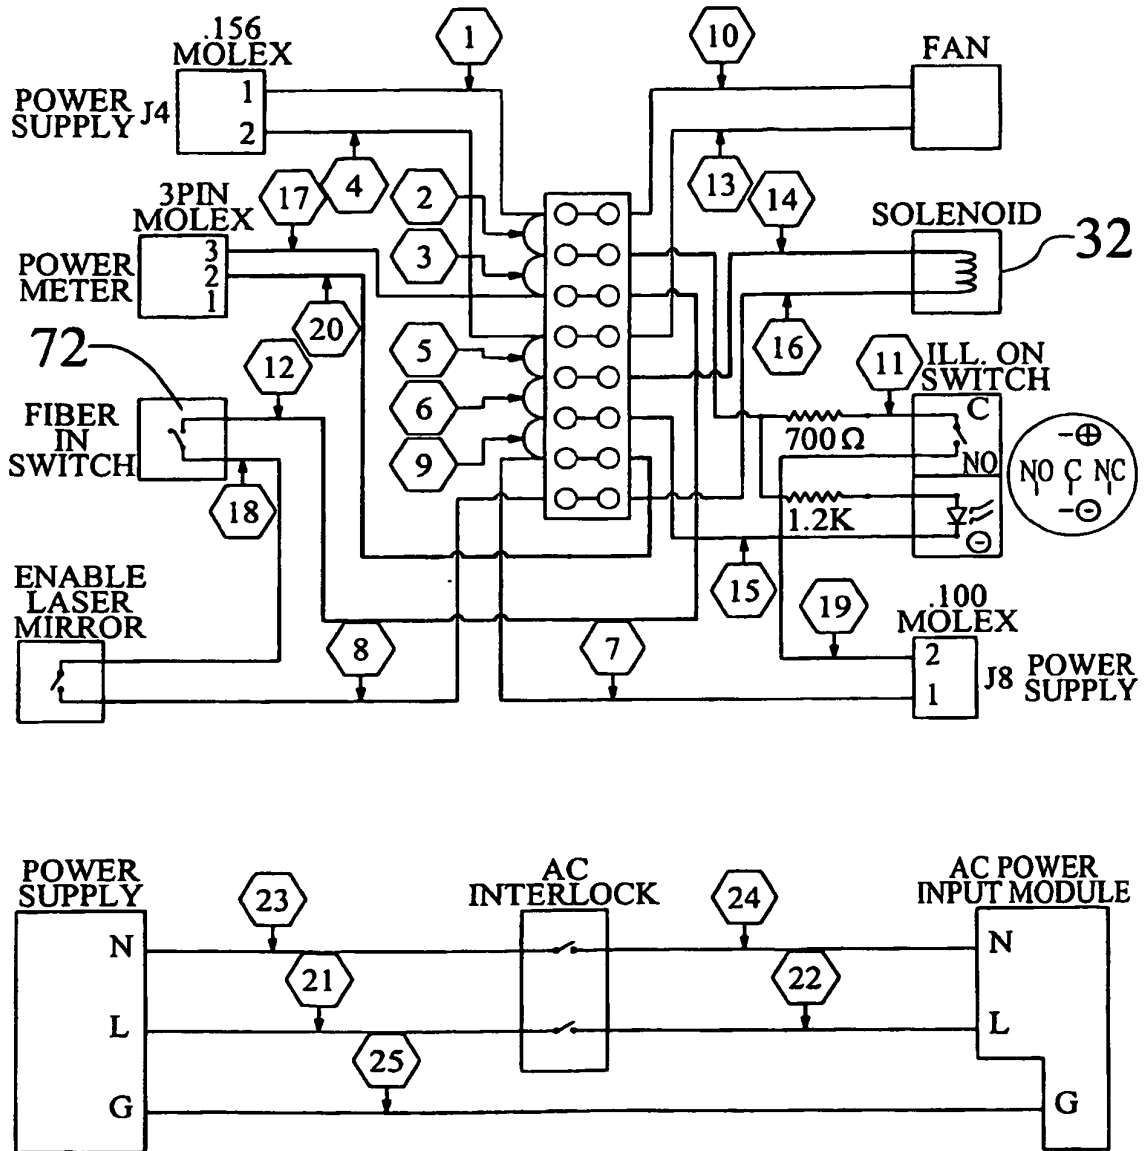 .156
MOLEX
POWER
SUPPLY
J4
1
2
1
10
FAN
4
13
3PIN
MOLEX
17
POWER
METER
3
2
1
20
2
3
14
SOLENOID
32
16
72
12
FIBER
IN
SWITCH
18
5
6
9
11
ILL. ON
SWITCH
C
NO
700 Ω
1.2K
⊖
−⊕
NO C NC
−⊖
15
ENABLE
LASER
MIRROR
8
7
19
.100
MOLEX
2
1
J8
POWER
SUPPLY
POWER
SUPPLY
N
L
G
23
21
25
AC
INTERLOCK
24
22
AC POWER
INPUT MODULE
N
L
G